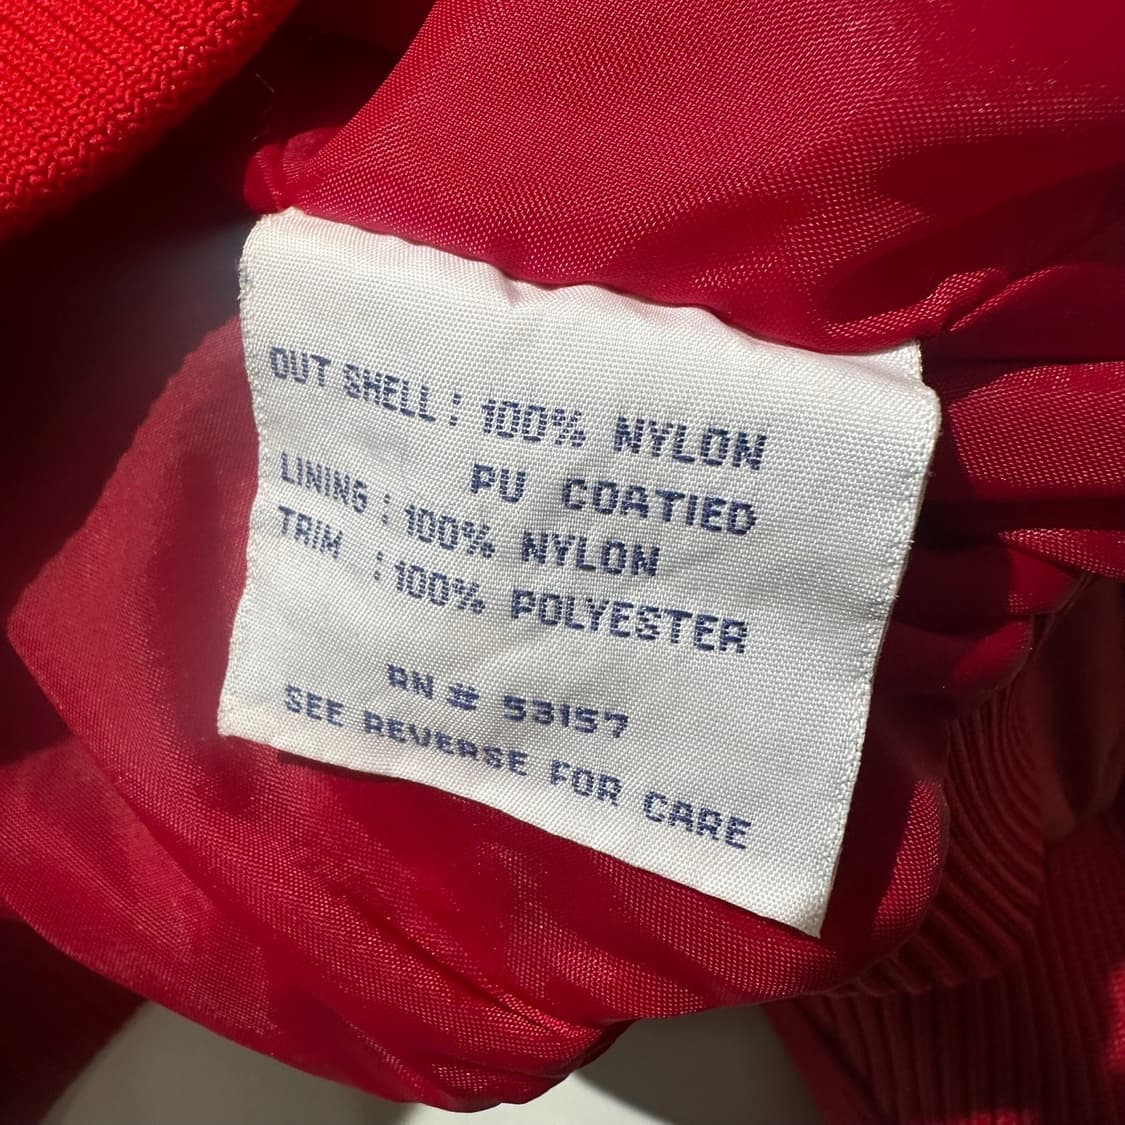 OUT SHELL : 100% NYLON
PU COATIED
LINING : 100% NYLON
TRIM : 100% POLYESTER
RN # 53157
SEE REVERSE FOR CARE